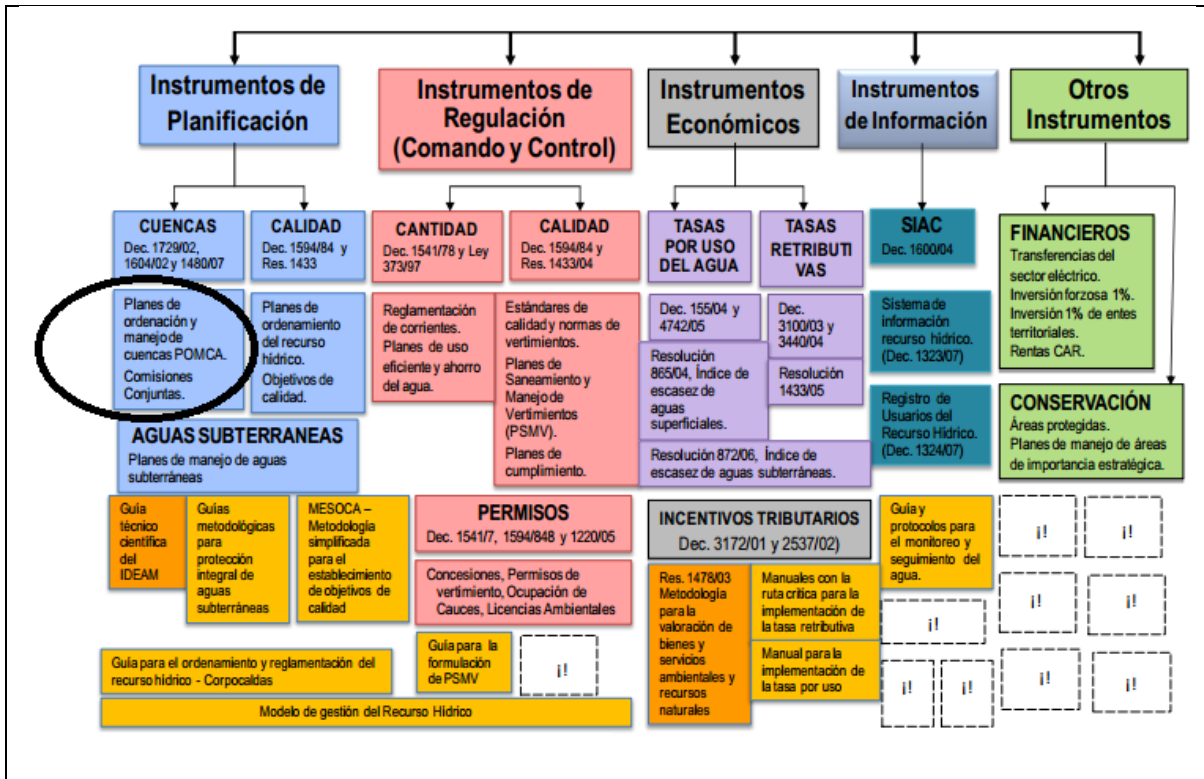 Instrumentos de
Planificación
Instrumentos de
Regulación
(Comando y Control)
Instrumentos
Económicos
Instrumentos
de Información
Otros
Instrumentos
CUENCAS
Dec. 1729/02,
1604/02 y 1480/07
CALIDAD
Dec. 1594/84 y
Res. 1433
CANTIDAD
Dec. 1541/78 y Ley
373/97
CALIDAD
Dec. 1594/84 y
Res. 1433/04
TASAS
POR USO
DEL AGUA
TASAS
RETRIBUTI
VAS
SIAC
Dec. 1600/04
FINANCIEROS
Transferencias del
sector eléctrico.
Inversión forzosa 1%.
Inversión 1% de entes
territoriales.
Rentas CAR.
Planes de
ordenación y
manejo de
cuencas POMCA.
Comisiones
Conjuntas.
Planes de
ordenamiento
del recurso
hídrico.
Objetivos de
calidad.
Reglamentación
de corrientes.
Planes de uso
eficiente y ahorro
del agua.
Estándares de
calidad y normas de
vertimientos.
Planes de
Saneamiento y
Manejo de
Vertimientos
(PSMV).
Planes de
cumplimiento.
Dec. 155/04 y
4742/05
Dec.
3100/03 y
3440/04
Resolución
865/04, Índice de
escasez de
aguas
superficiales.
Resolución
1433/05
Resolución 872/06, Índice de
escasez de aguas subterráneas.
Sistema de
información
recurso hídrico.
(Dec. 1323/07)
Registro de
Usuarios del
Recurso Hídrico.
(Dec. 1324/07)
CONSERVACIÓN
Áreas protegidas.
Planes de manejo de áreas
de importancia estratégica.
AGUAS SUBTERRANEAS
Planes de manejo de aguas
subterráneas
Guía
técnico
científica
del
IDEAM
Guías
metodológicas
para
protección
integral de
aguas
subterráneas
MESOCA –
Metodología
simplificada
para el
establecimiento
de objetivos de
calidad
PERMISOS
Dec. 1541/7, 1594/848 y 1220/05
Concesiones, Permisos de
vertimiento, Ocupación de
Cauces, Licencias Ambientales
INCENTIVOS TRIBUTARIOS
Dec. 3172/01 y 2537/02)
Res. 1478/03
Metodología
para la
valoración de
bienes y
servicios
ambientales y
recursos
naturales
Manuales con la
ruta crítica para la
implementación de
la tasa retributiva
Manual para la
implementación de
la tasa por uso
Guía y
protocolos para
el monitoreo y
seguimiento del
agua.
¡!
¡!
¡!
¡!
¡!
¡!
¡!
¡!
¡!
Guía para el ordenamiento y reglamentación del
recurso hídrico - Corpocaldas
Guía para la
formulación
de PSMV
¡!
Modelo de gestión del Recurso Hídrico